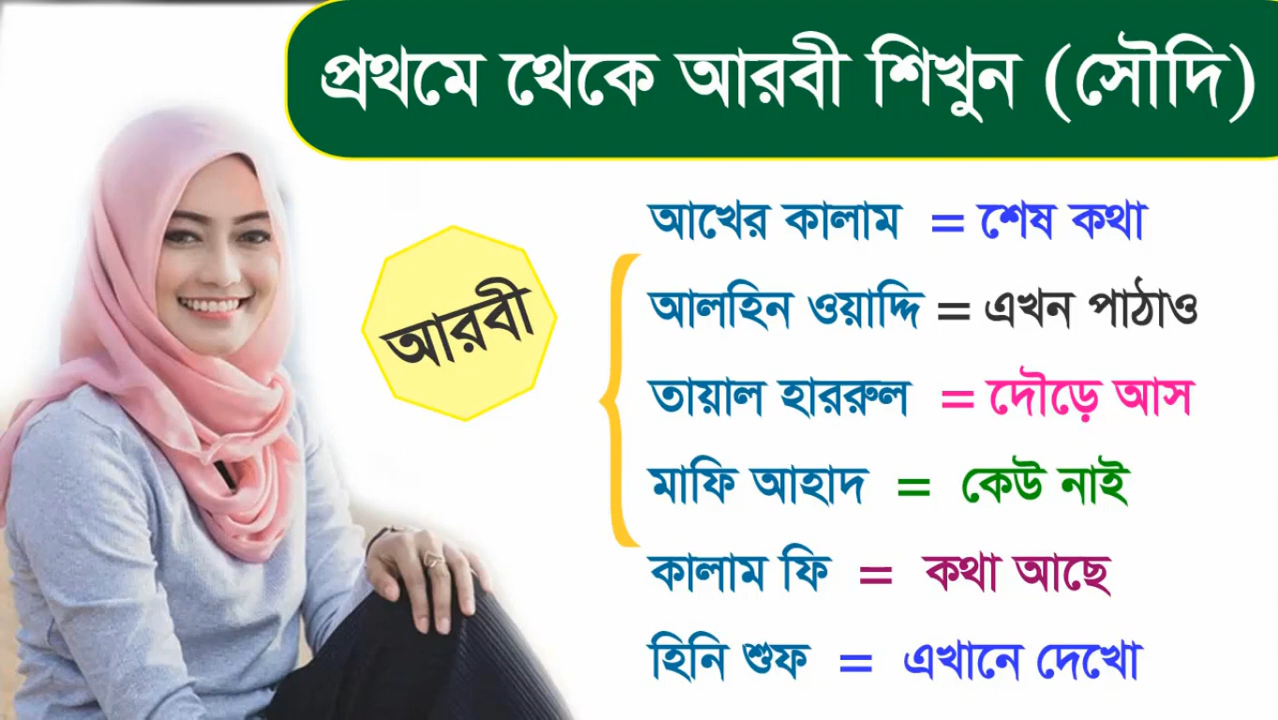 প্রথমে থেকে আরবী শিখুন (সৌদি)
আরবী
আখের কালাম = শেষ কথা
আলহিন ওয়াদ্দি = এখন পাঠাও
তায়াল হাররুল = দৌড়ে আস
মাফি আহাদ = কেউ নাই
কালাম ফি = কথা আছে
হিনি শুফ = এখানে দেখো